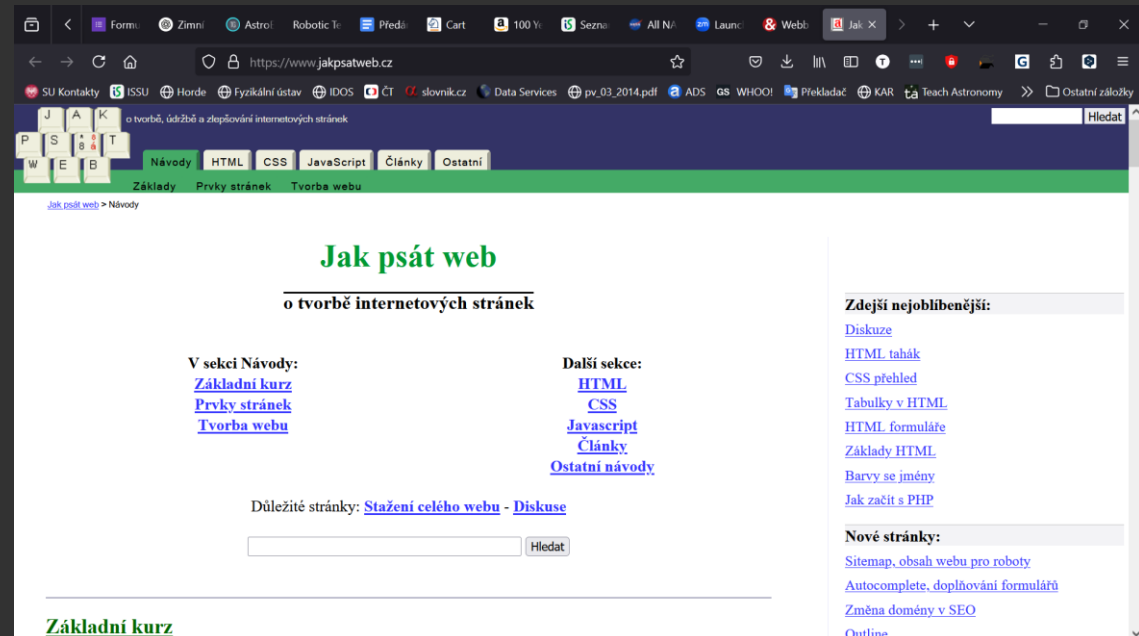 Formu Zimní AstroE Robotic Te Předá Cart 100 Ye Sezna All NA Launc Webb Jak
https://www.jakpsatweb.cz
SU Kontakty ISSU Horde Fyzikální ústav IDOS ČT slovnik.cz Data Services pv_03_2014.pdf ADS GS WHOO! Překladač KAR Teach Astronomy Ostatní záložky
J A K o tvorbě, údržbě a zlepšování internetových stránek Hledat
P S T
W E B Návody HTML CSS JavaScript Články Ostatní
Základy Prvky stránek Tvorba webu
Jak psát web > Návody
Jak psát web
o tvorbě internetových stránek
V sekci Návody:
Základní kurz
Prvky stránek
Tvorba webu
Další sekce:
HTML
CSS
Javascript
Články
Ostatní návody
Důležité stránky: Stažení celého webu - Diskuse
Hledat
Základní kurz
Zdejší nejoblíbenější:
Diskuze
HTML tahák
CSS přehled
Tabulky v HTML
HTML formuláře
Základy HTML
Barvy se jmény
Jak začit s PHP
Nové stránky:
Sitemap, obsah webu pro roboty
Autocomplete, doplňování formulářů
Změna domény v SEO
Outline